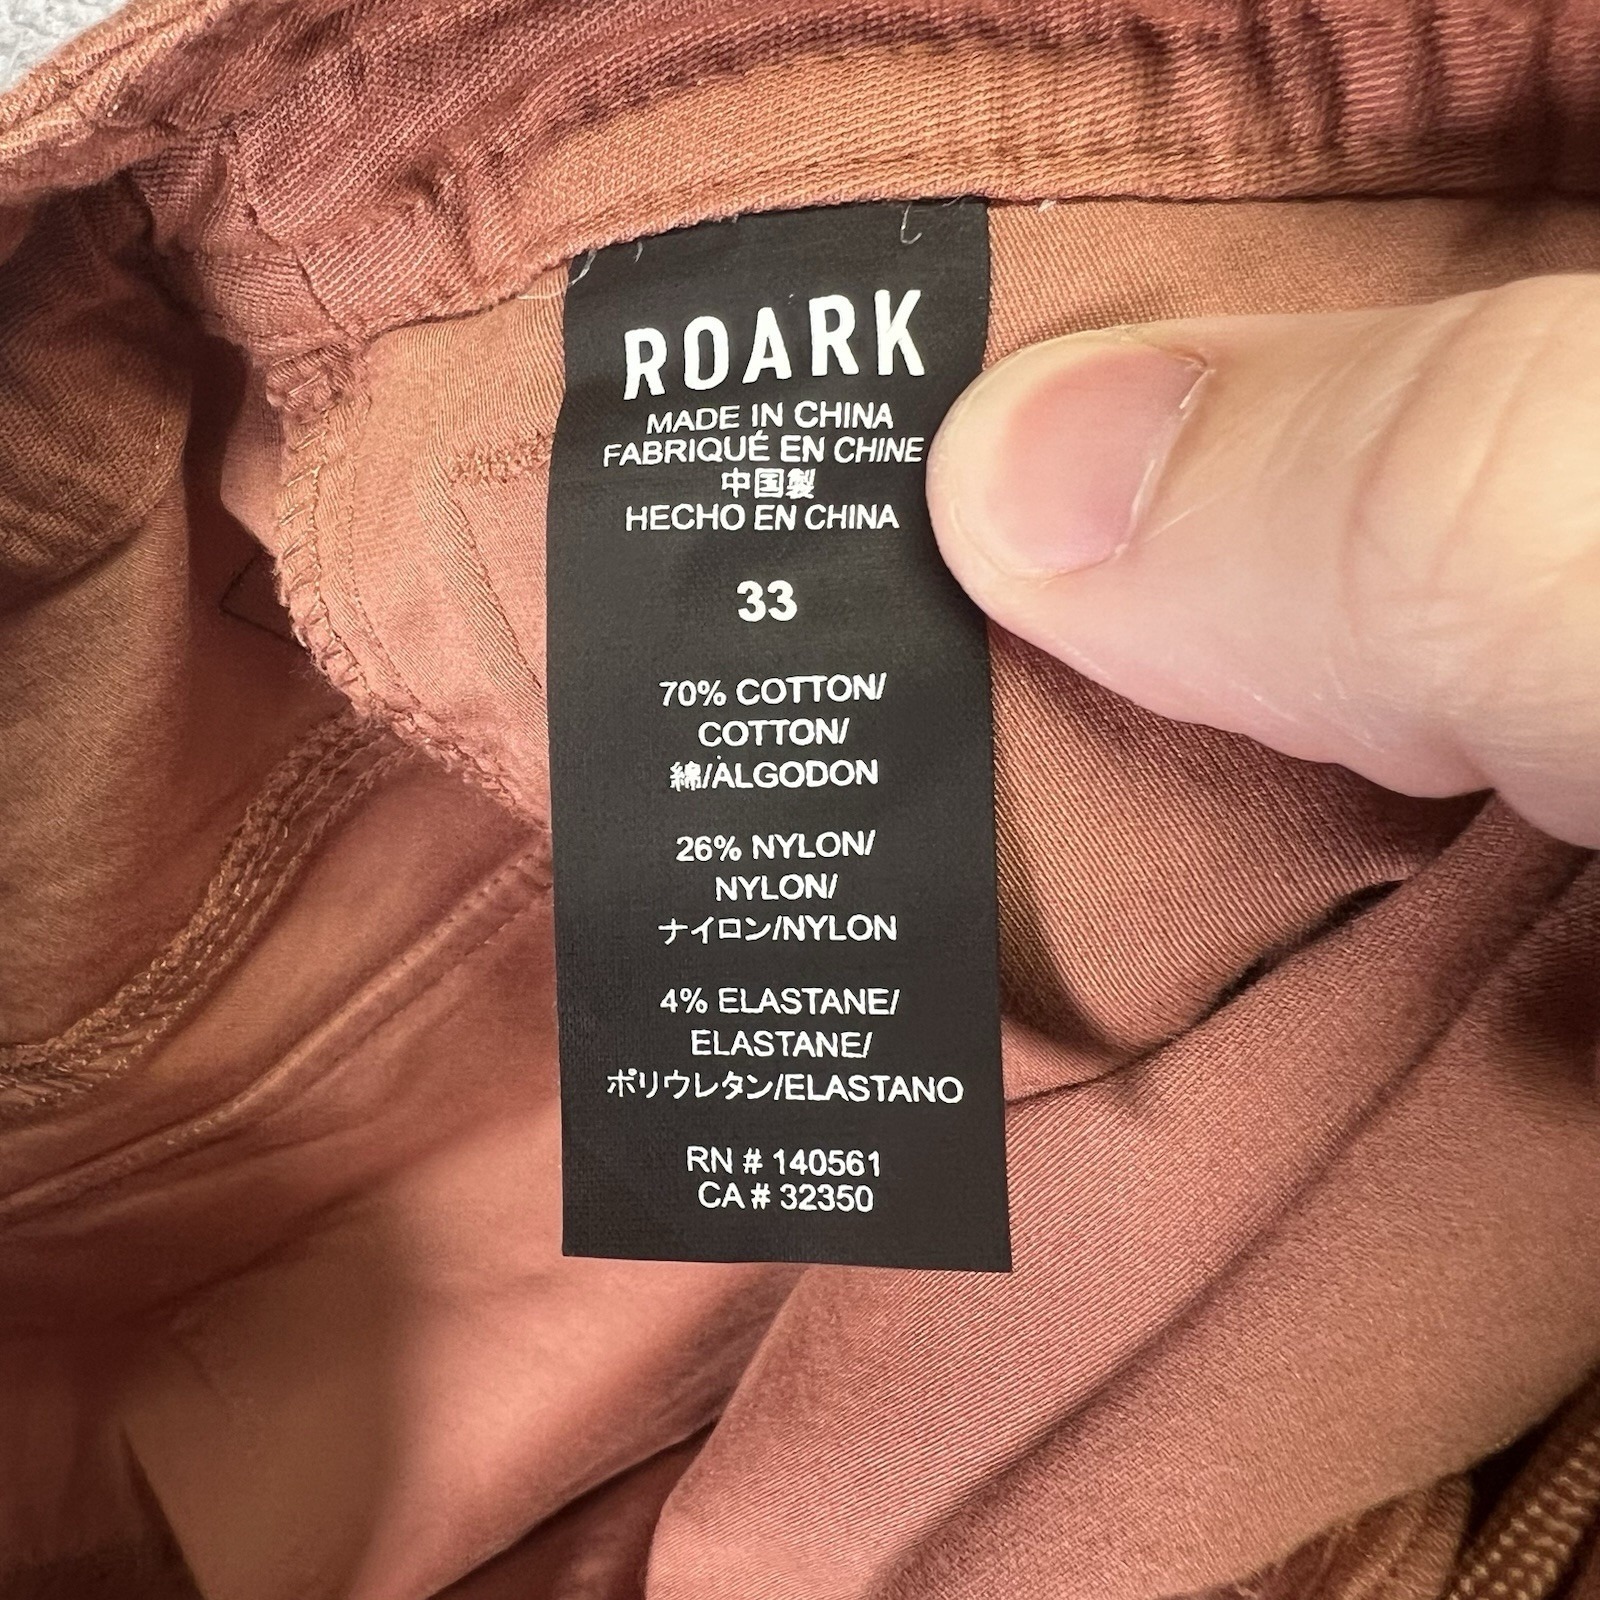 ROARK
MADE IN CHINA
FABRIQUÉ EN CHINE
中国製
HECHO EN CHINA
33
70% COTTON/
COTTON/
綿/ALGODON
26% NYLON/
NYLON/
ナイロン/NYLON
4% ELASTANE/
ELASTANE/
ポリウレタン/ELASTANO
RN # 140561
CA # 32350